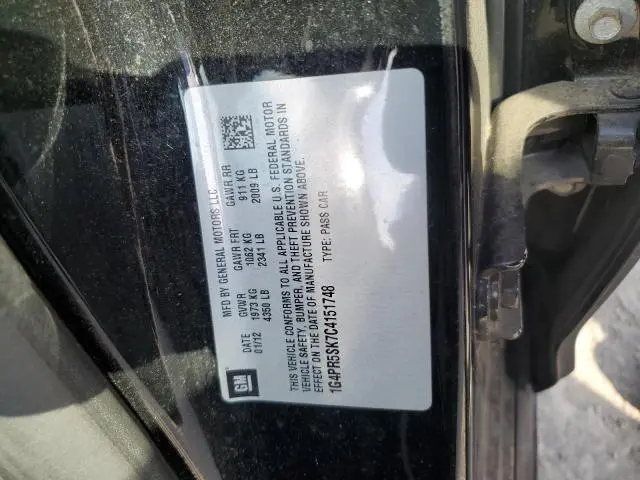 MFD BY GENERAL MOTORS LLC
DATE GVWR GAWR FRT GAWR RR
01/12 1973 KG 1062 KG 911 KG
4350 LB 2341 LB 2009 LB
THIS VEHICLE CONFORMS TO ALL APPLICABLE U.S. FEDERAL MOTOR
VEHICLE SAFETY, BUMPER, AND THEFT PREVENTION STANDARDS IN
EFFECT ON THE DATE OF MANUFACTURE SHOWN ABOVE.
1G4PR5SK7C4151748 TYPE: PASS CAR
GM